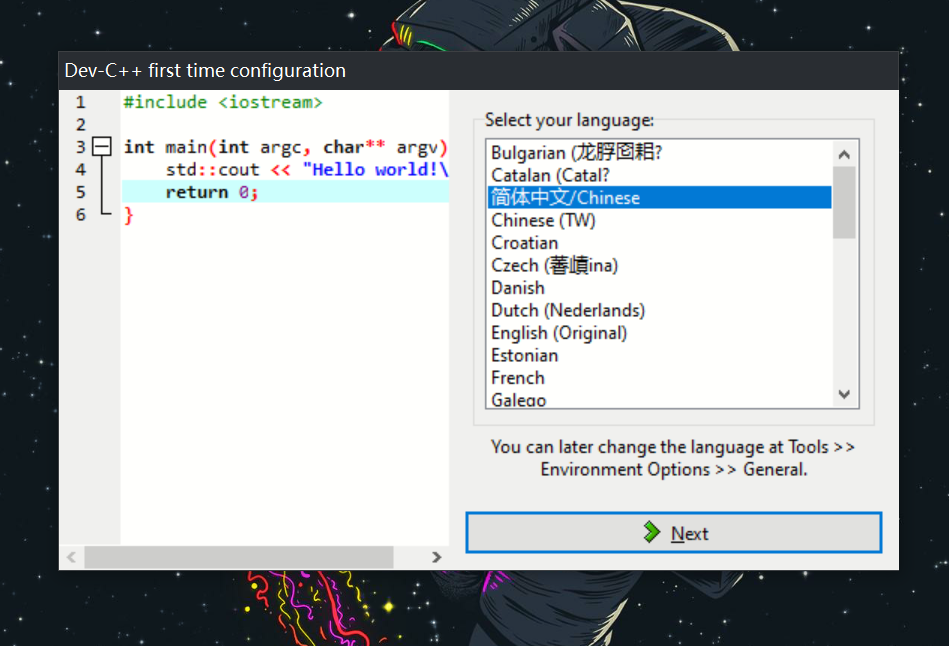 Dev-C++ first time configuration
1 #include <iostream>
2
3 int main(int argc, char** argv)
4 std::cout << "Hello world!\
5 return 0;
6 }
Select your language:
Bulgarian (龙脬囵耜?
Catalan (Catal?
简体中文/Chinese
Chinese (TW)
Croatian
Czech (萫ina)
Danish
Dutch (Nederlands)
English (Original)
Estonian
French
Galego
You can later change the language at Tools >>
Environment Options >> General.
Next